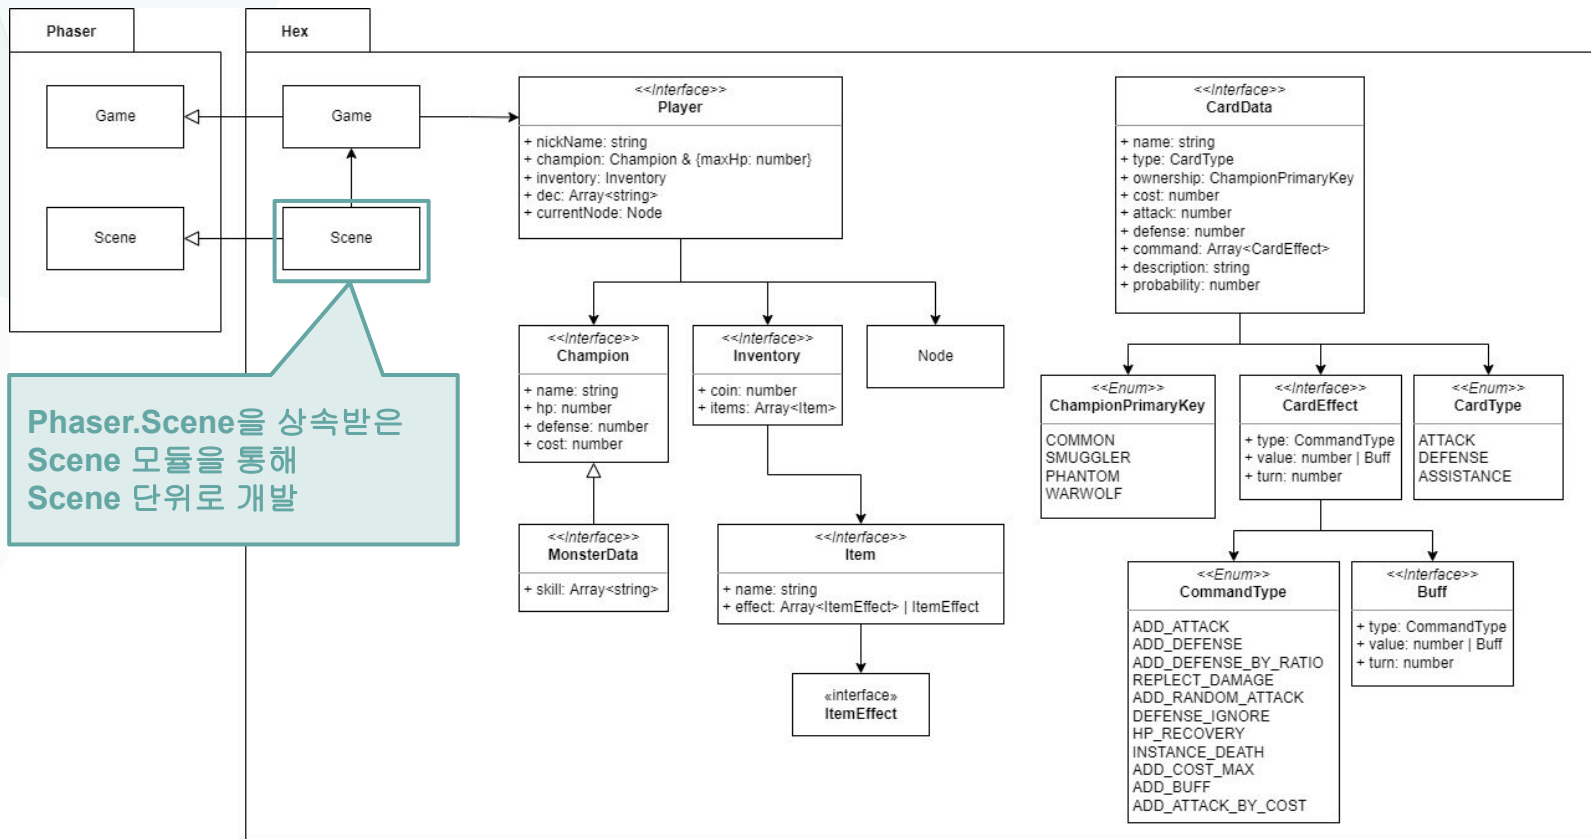 Phaser
Hex
Game
Game
Scene
Scene
Phaser.Scene을 상속받은
Scene 모듈을 통해
Scene 단위로 개발
<<Interface>>
Player
+ nickName: string
+ champion: Champion & {maxHp: number}
+ inventory: Inventory
+ dec: Array<string>
+ currentNode: Node
<<Interface>>
Champion
+ name: string
+ hp: number
+ defense: number
+ cost: number
<<Interface>>
Inventory
+ coin: number
+ items: Array<Item>
Node
<<Interface>>
MonsterData
+ skill: Array<string>
<<Interface>>
Item
+ name: string
+ effect: Array<ItemEffect> | ItemEffect
«interface»
ItemEffect
<<Interface>>
CardData
+ name: string
+ type: CardType
+ ownership: ChampionPrimaryKey
+ cost: number
+ attack: number
+ defense: number
+ command: Array<CardEffect>
+ description: string
+ probability: number
<<Enum>>
ChampionPrimaryKey
COMMON
SMUGGLER
PHANTOM
WARWOLF
<<Interface>>
CardEffect
+ type: CommandType
+ value: number | Buff
+ turn: number
<<Enum>>
CardType
ATTACK
DEFENSE
ASSISTANCE
<<Enum>>
CommandType
ADD_ATTACK
ADD_DEFENSE
ADD_DEFENSE_BY_RATIO
REPLECT_DAMAGE
ADD_RANDOM_ATTACK
DEFENSE_IGNORE
HP_RECOVERY
INSTANCE_DEATH
ADD_COST_MAX
ADD_BUFF
ADD_ATTACK_BY_COST
<<Interface>>
Buff
+ type: CommandType
+ value: number | Buff
+ turn: number